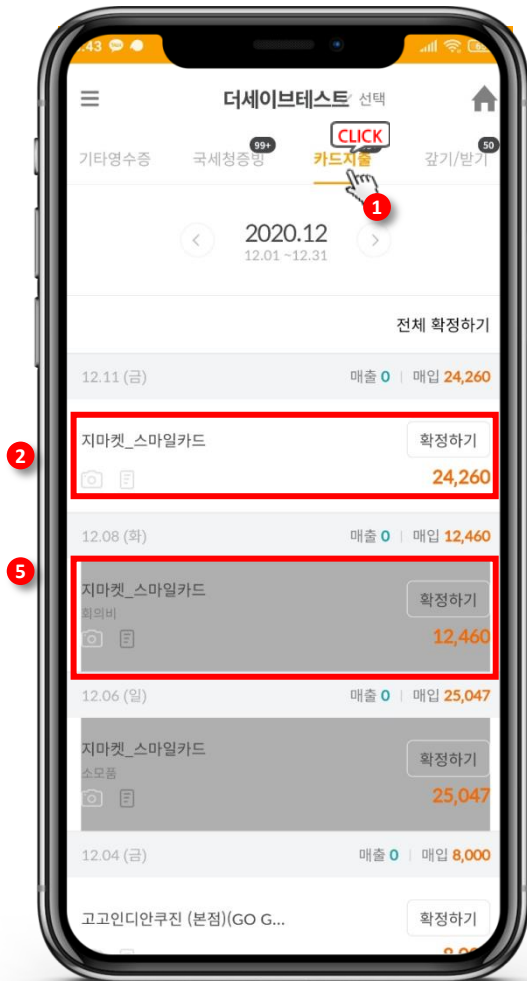 :43
더세이브테스트 선택
CLICK
기타영수증 국세청증빙 99+ 카드지출 갚기/받기 50
1
2020.12
12.01 ~12.31
전체 확정하기
12.11 (금) 매출 0 매입 24,260
2
지마켓_스마일카드 확정하기
24,260
12.08 (화) 매출 0 매입 12,460
5
지마켓_스마일카드 확정하기
회의비
12,460
12.06 (일) 매출 0 매입 25,047
지마켓_스마일카드 확정하기
소모품
25,047
12.04 (금) 매출 0 매입 8,000
고고인디안쿠진 (본점)(GO G... 확정하기